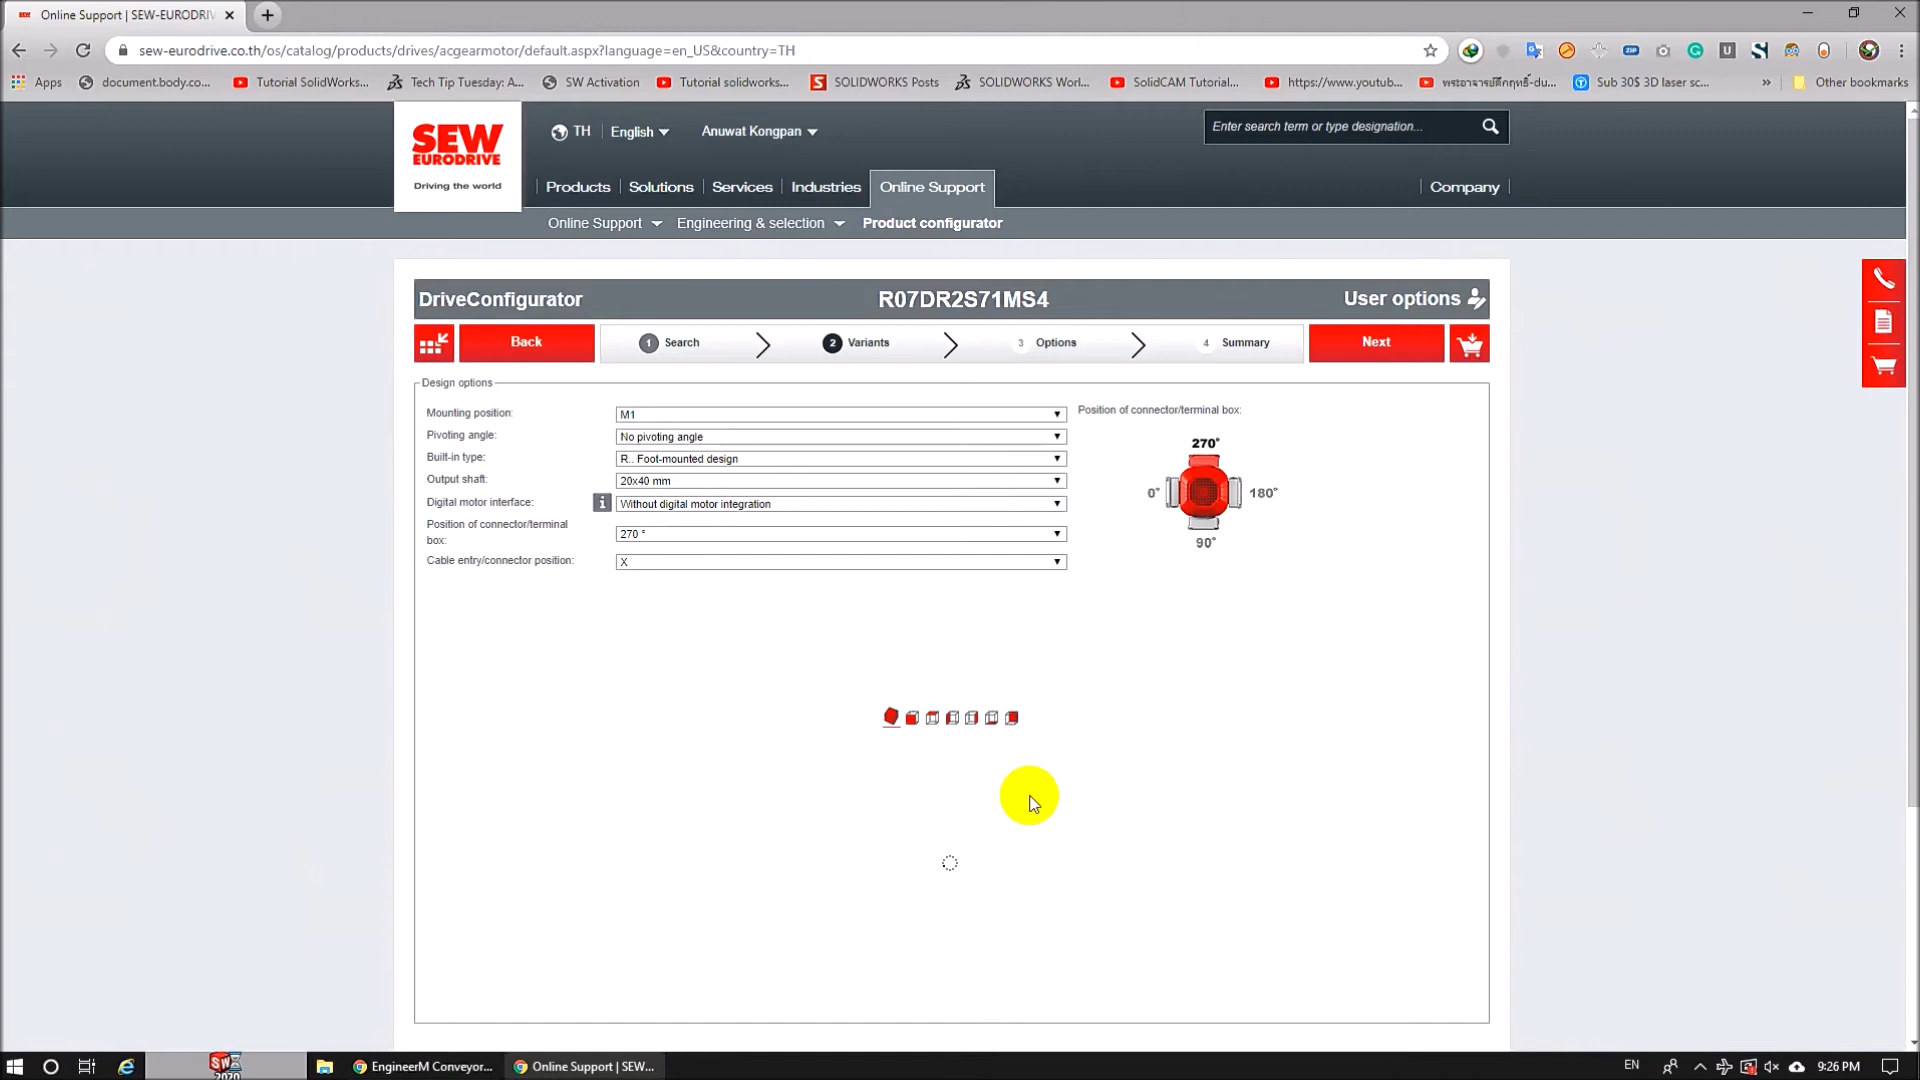 Online Support | SEW-EURODRIV
sew-eurodrive.co.th/os/catalog/products/drives/acgearmotor/default.aspx?language=en_US&country=TH
Apps
document.body.co...
Tutorial SolidWorks...
Tech Tip Tuesday: A...
SW Activation
Tutorial solidworks...
SOLIDWORKS Posts
SOLIDWORKS Worl...
SolidCAM Tutorial...
https://www.youtub...
Sub 30$ 3D laser sc...
»
Other bookmarks
SEW
EURODRIVE
Driving the world
TH
English
Anuwat Kongpan
Enter search term or type designation...
Products
Solutions
Services
Industries
Online Support
Company
Online Support
Engineering & selection
Product configurator
DriveConfigurator
R07DR2S71MS4
User options
Back
1 Search
2 Variants
3 Options
4 Summary
Next
Design options
Mounting position:
M1
Pivoting angle:
No pivoting angle
Built-in type:
R.. Foot-mounted design
Output shaft:
20x40 mm
Digital motor interface:
i
Without digital motor integration
Position of connector/terminal
box:
270 °
Cable entry/connector position:
X
Position of connector/terminal box:
270°
0°
180°
90°
SW
2020
EngineerM Conveyor...
Online Support | SEW...
EN
9:26 PM